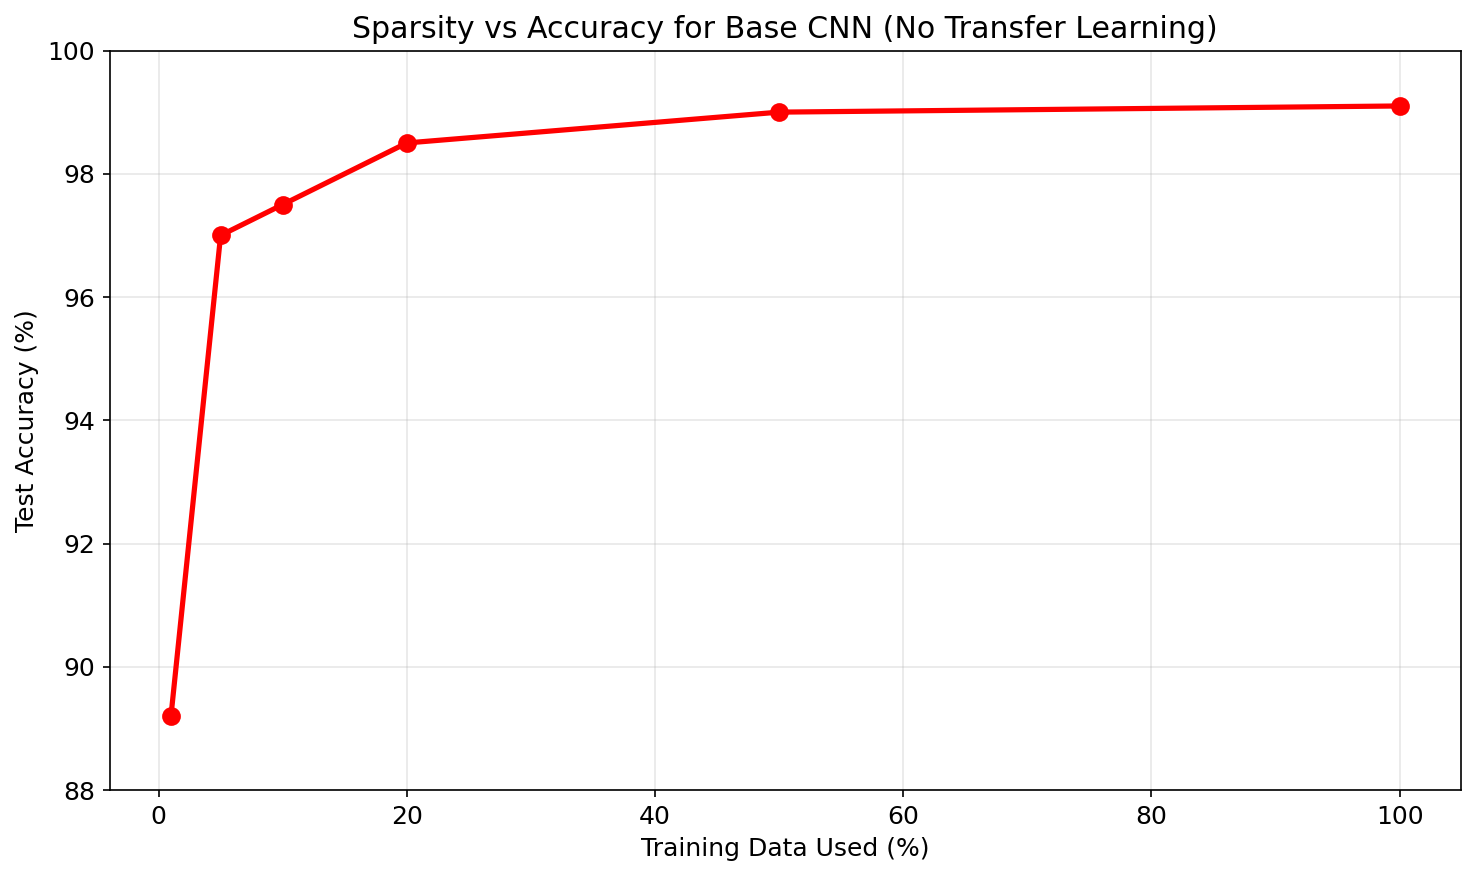 Sparsity vs Accuracy for Base CNN (No Transfer Learning)
100
98
96
94
92
90
88
Test Accuracy (%)
0 20 40 60 80 100
Training Data Used (%)